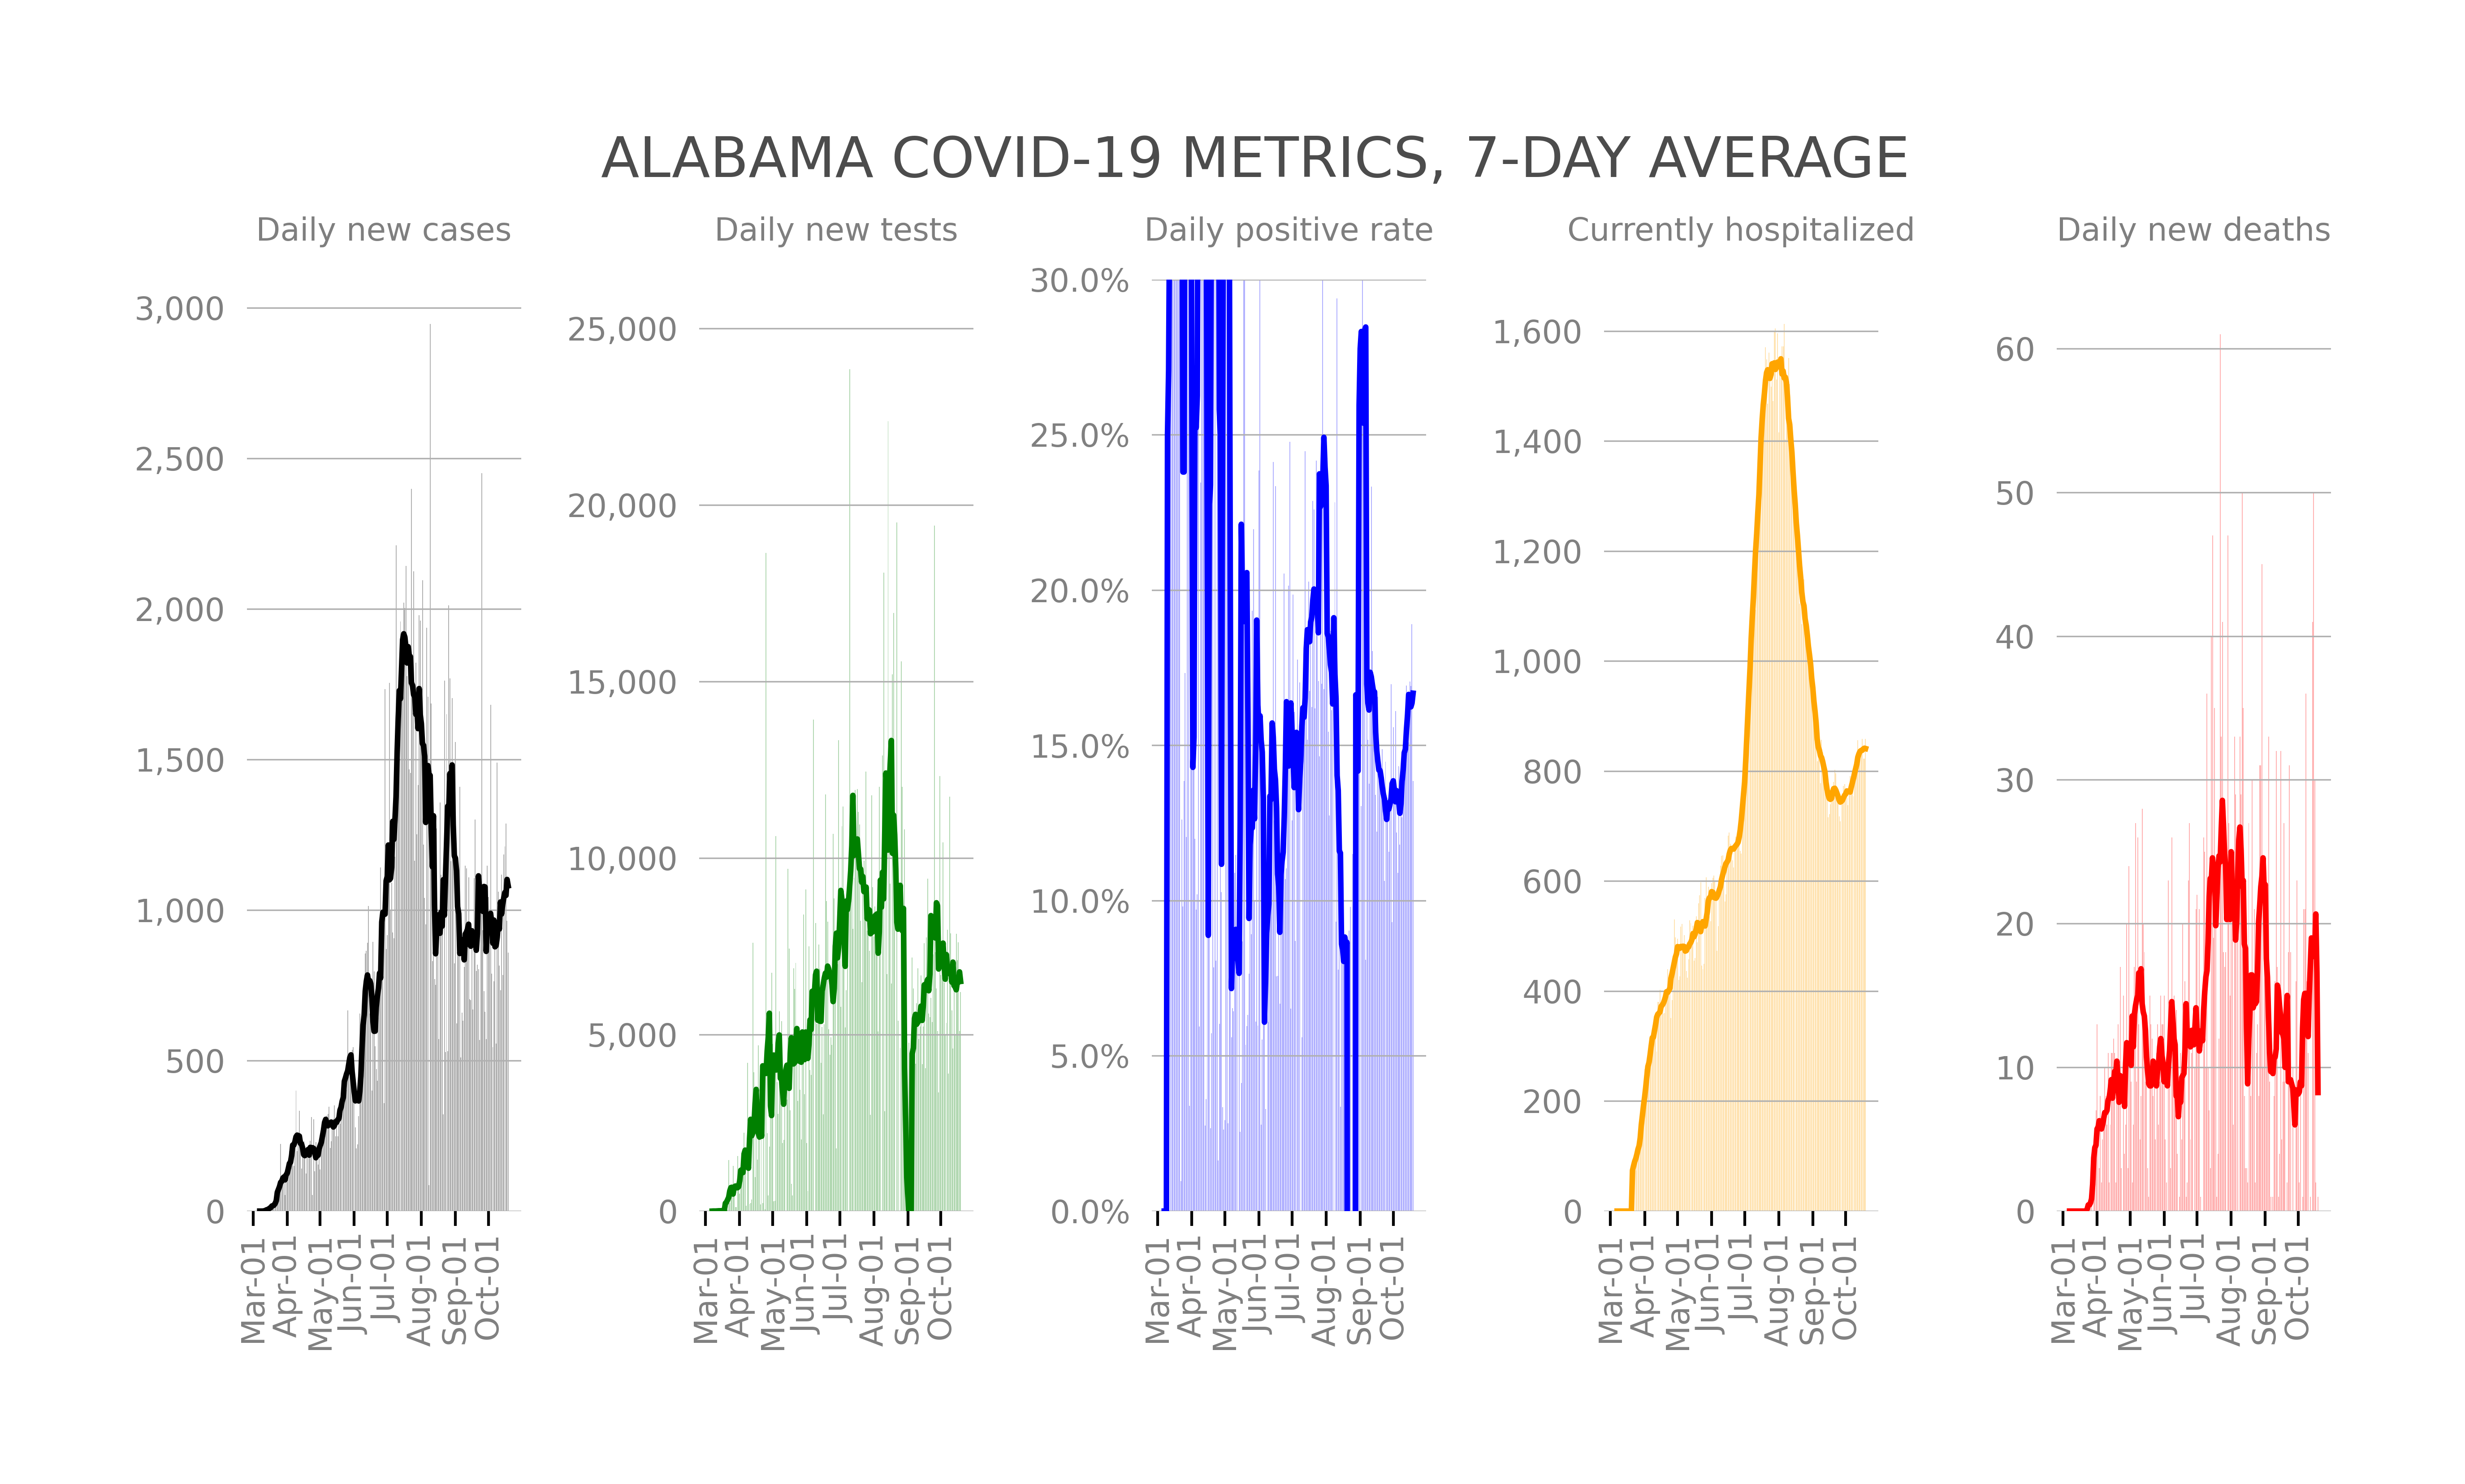 ALABAMA COVID-19 METRICS, 7-DAY AVERAGE
Daily new cases
3,000
2,500
2,000
1,500
1,000
500
0
Mar-01
Apr-01
May-01
Jun-01
Jul-01
Aug-01
Sep-01
Oct-01
Daily new tests
25,000
20,000
15,000
10,000
5,000
0
Mar-01
Apr-01
May-01
Jun-01
Jul-01
Aug-01
Sep-01
Oct-01
Daily positive rate
30.0%
25.0%
20.0%
15.0%
10.0%
5.0%
0.0%
Mar-01
Apr-01
May-01
Jun-01
Jul-01
Aug-01
Sep-01
Oct-01
Currently hospitalized
1,600
1,400
1,200
1,000
800
600
400
200
0
Mar-01
Apr-01
May-01
Jun-01
Jul-01
Aug-01
Sep-01
Oct-01
Daily new deaths
60
50
40
30
20
10
0
Mar-01
Apr-01
May-01
Jun-01
Jul-01
Aug-01
Sep-01
Oct-01